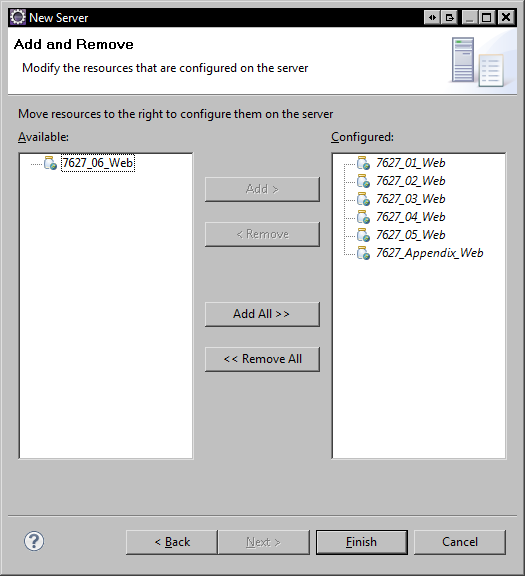 New Server
Add and Remove
Modify the resources that are configured on the server
Move resources to the right to configure them on the server
Available:
Configured:
7627_06_Web
7627_01_Web
7627_02_Web
7627_03_Web
7627_04_Web
7627_05_Web
7627_Appendix_Web
Add >
< Remove
Add All >>
<< Remove All
?
< Back
Next >
Finish
Cancel